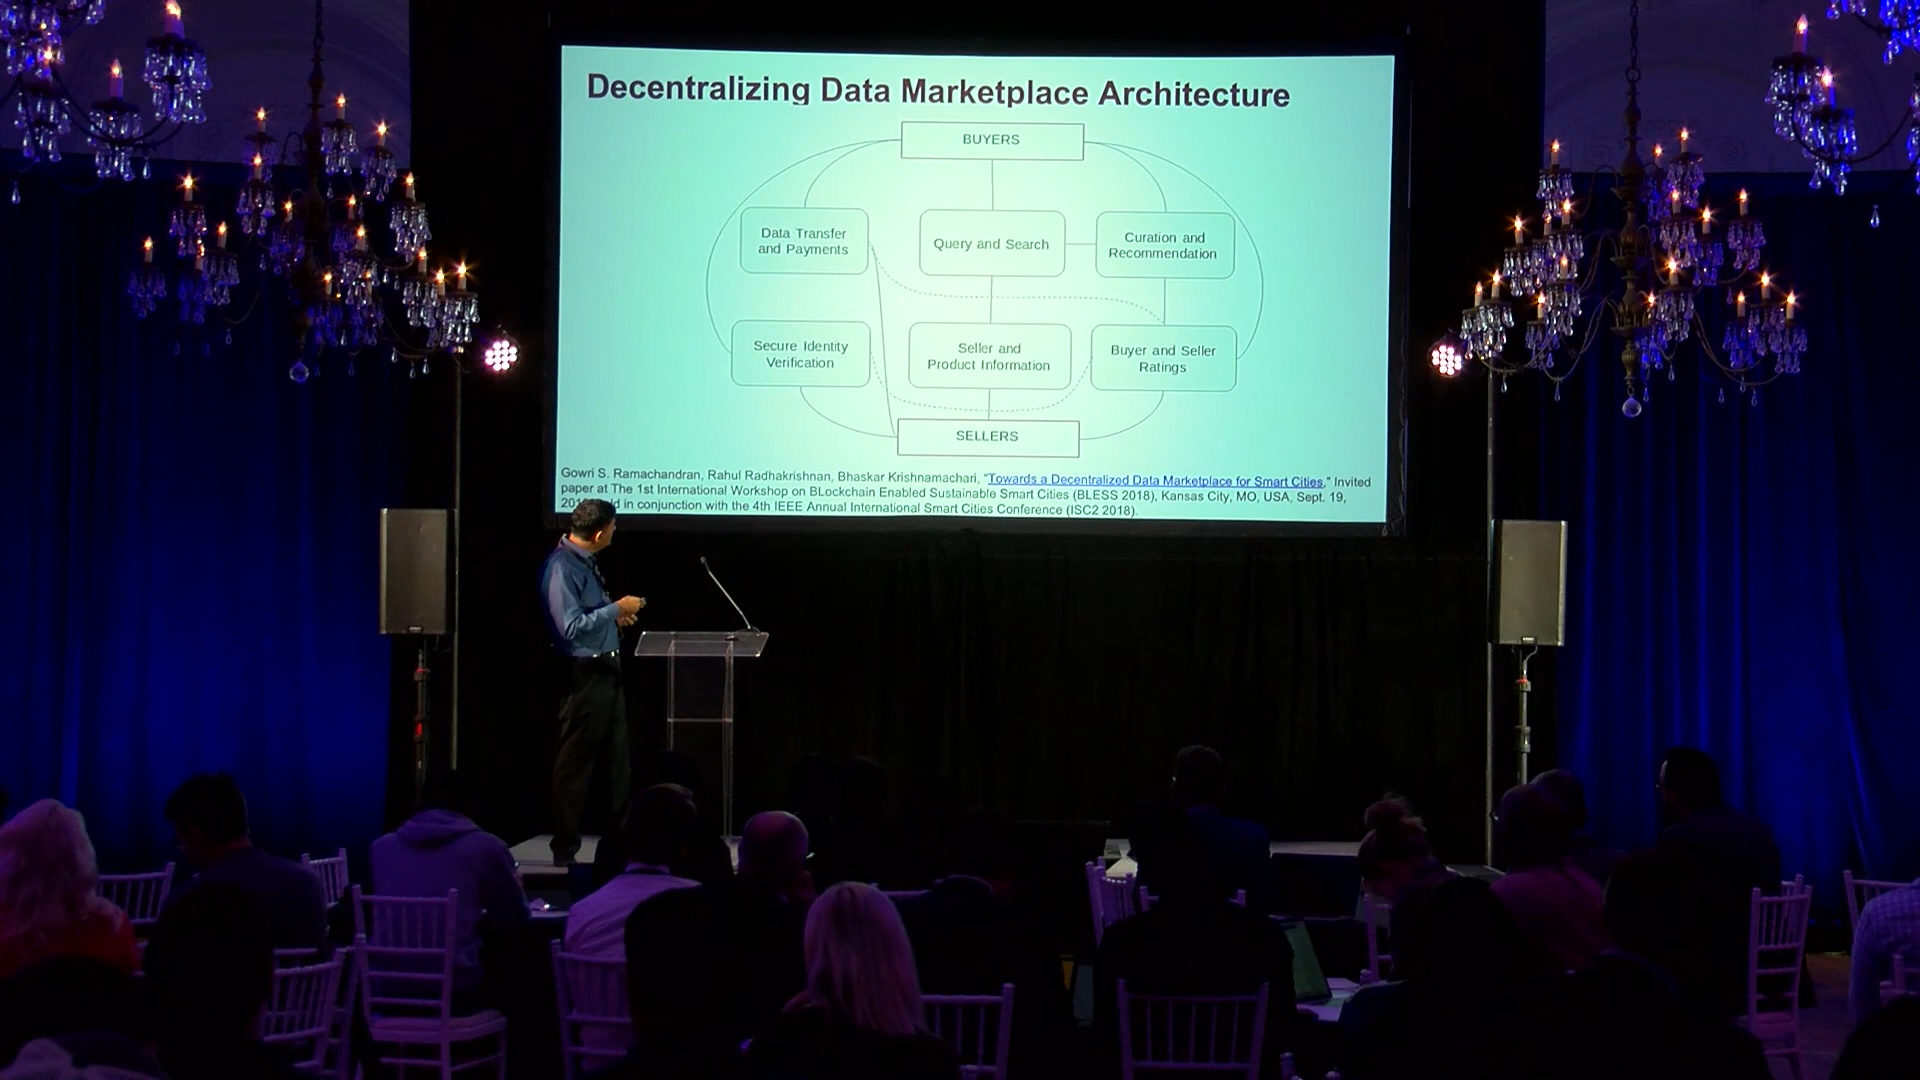 Decentralizing Data Marketplace Architecture
BUYERS
Data Transfer
and Payments
Query and Search
Curation and
Recommendation
Secure Identity
Verification
Seller and
Product Information
Buyer and Seller
Ratings
SELLERS
Gowri S. Ramachandran, Rahul Radhakrishnan, Bhaskar Krishnamachari, "Towards a Decentralized Data Marketplace for Smart Cities," Invited
paper at The 1st International Workshop on BLockchain Enabled Sustainable Smart Cities (BLESS 2018), Kansas City, MO, USA, Sept. 19,
in conjunction with the 4th IEEE Annual International Smart Cities Conference (ISC2 2018).